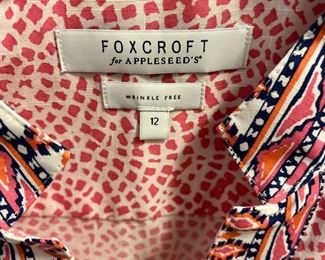 FOXCROFT
for APPLESEED'S®
WRINKLE FREE
12